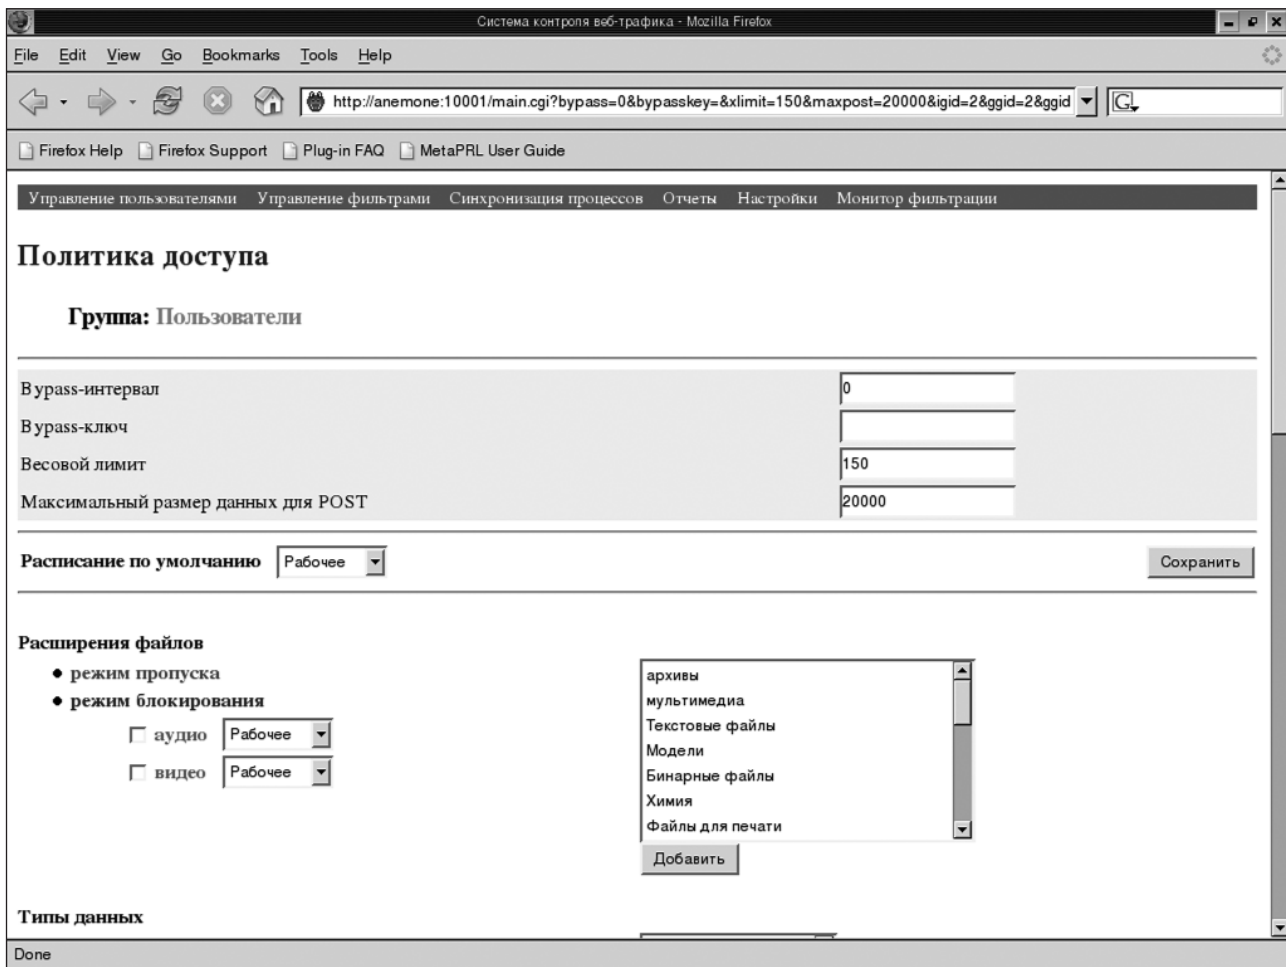 Система контроля веб-трафика - Mozilla Firefox
File Edit View Go Bookmarks Tools Help
http://anemone:10001/main.cgi?bypass=0&bypasskey=&xlimit=150&maxpost=20000&igid=2&ggid=2&ggid
G
Firefox Help Firefox Support Plug-in FAQ MetaPRL User Guide
Управление пользователями Управление фильтрами Синхронизация процессов Отчеты Настройки Монитор фильтрации
Политика доступа
Группа: Пользователи
Bypass-интервал 0
Bypass-ключ
Весовой лимит 150
Максимальный размер данных для POST 20000
Расписание по умолчанию Рабочее Сохранить
Расширения файлов
режим пропуска
режим блокирования
аудио Рабочее
видео Рабочее
архивы
мультимедиа
Текстовые файлы
Модели
Бинарные файлы
Химия
Файлы для печати
Добавить
Типы данных
Done